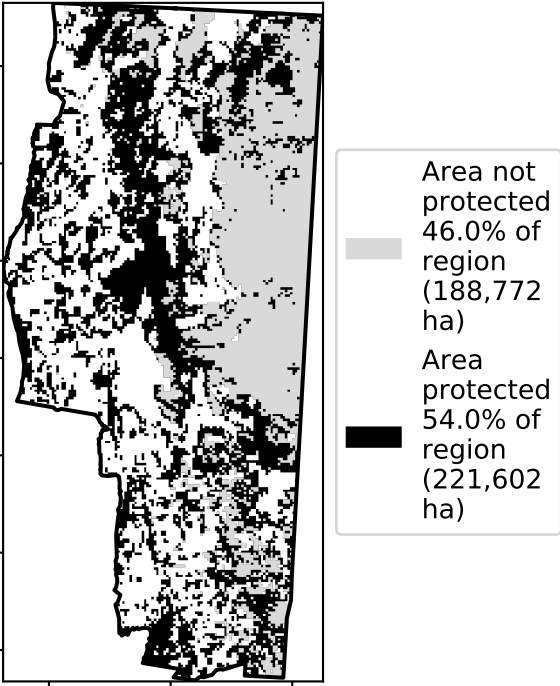 Area not
protected
46.0% of
region
(188,772
ha)
Area
protected
54.0% of
region
(221,602
ha)